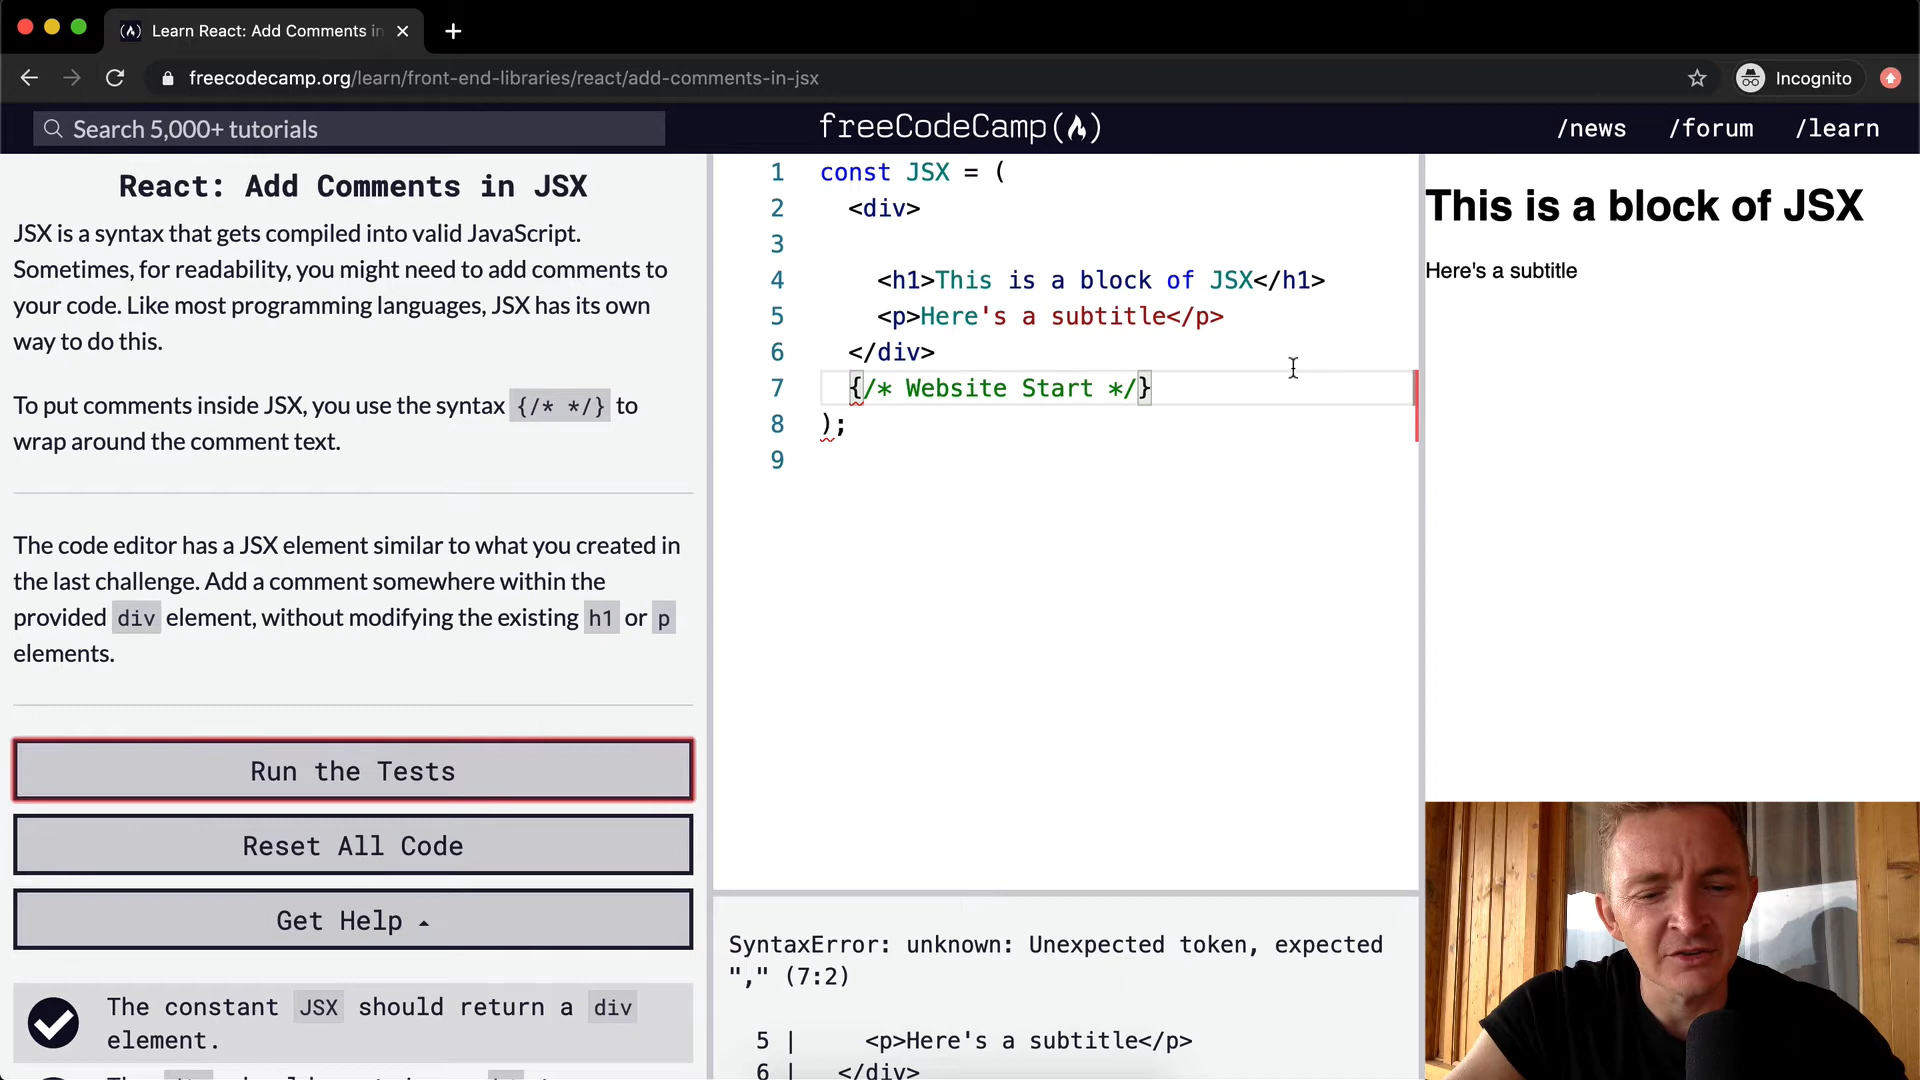 Learn React: Add Comments in
freecodecamp.org/learn/front-end-libraries/react/add-comments-in-jsx
Incognito
Search 5,000+ tutorials
freeCodeCamp(🔥)
/news /forum /learn
React: Add Comments in JSX
JSX is a syntax that gets compiled into valid JavaScript.
Sometimes, for readability, you might need to add comments to
your code. Like most programming languages, JSX has its own
way to do this.
To put comments inside JSX, you use the syntax {/* */} to
wrap around the comment text.
The code editor has a JSX element similar to what you created in
the last challenge. Add a comment somewhere within the
provided div element, without modifying the existing h1 or p
elements.
Run the Tests
Reset All Code
Get Help
The constant JSX should return a div
element.
1 const JSX = (
2 <div>
3
4 <h1>This is a block of JSX</h1>
5 <p>Here's a subtitle</p>
6 </div>
7 {/* Website Start */}
8 );
9
SyntaxError: unknown: Unexpected token, expected
"," (7:2)
5 | <p>Here's a subtitle</p>
6 | </div>
This is a block of JSX
Here's a subtitle